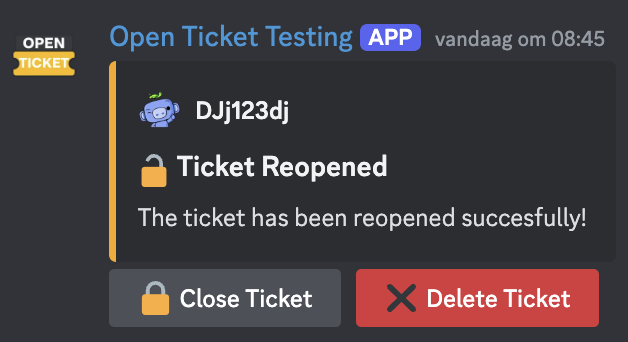 OPEN
TICKET
Open Ticket Testing APP vandaag om 08:45
DJj123dj
Ticket Reopened
The ticket has been reopened succesfully!
Close Ticket
Delete Ticket